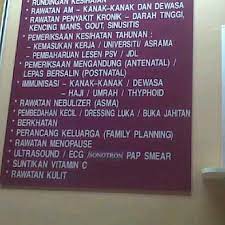 * RUNDINGAN KESIHATAN
* RAWATAN AM - KANAK-KANAK DAN DEWASA
* RAWATAN PENYAKIT KRONIK - DARAH TINGGI,
KENCING MANIS, GOUT, SINUSITIS
* PEMERIKSAAN KESIHATAN TAHUNAN :
- KEMASUKAN KERJA / UNIVERSITI / ASRAMA
- PEMBAHARUAN LESEN PSV / JDL
* PEMERIKSAAN MENGANDUNG (ANTENATAL) /
LEPAS BERSALIN (POSTNATAL)
* IMMUNISASI - KANAK-KANAK / DEWASA
- HAJI / UMRAH / THYPHOID
* RAWATAN NEBULIZER (ASMA)
* PEMBEDAHAN KECIL / DRESSING LUKA / BUKA JAHITAN
* BERKHATAN
* PERANCANG KELUARGA (FAMILY PLANNING)
* RAWATAN MENOPAUSE
* ULTRASOUND / ECG / SONOTRON PAP SMEAR
* SUNTIKAN VITAMIN C
* RAWATAN KULIT